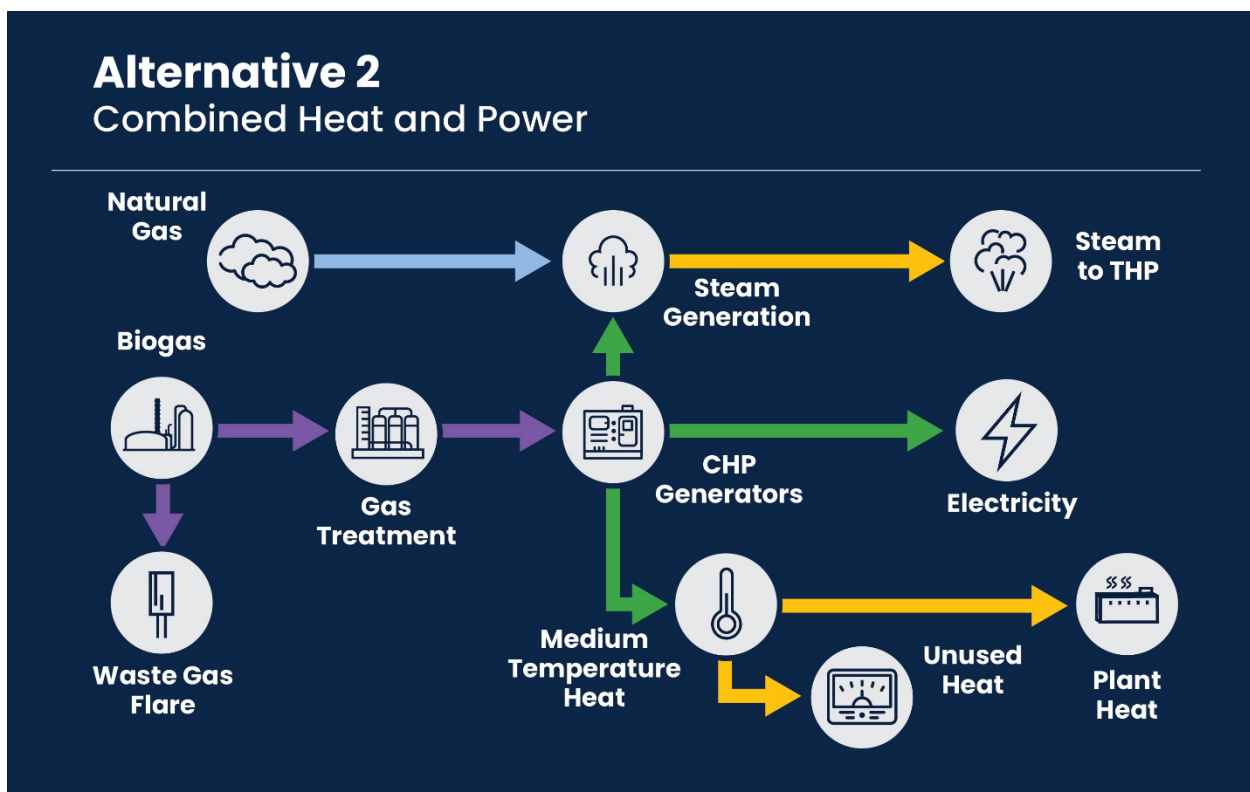 Alternative 2
Combined Heat and Power
Natural
Gas
Steam
Generation
Steam
to THP
Biogas
Gas
Treatment
CHP
Generators
Electricity
Waste Gas
Flare
Medium
Temperature
Heat
Unused
Heat
Plant
Heat